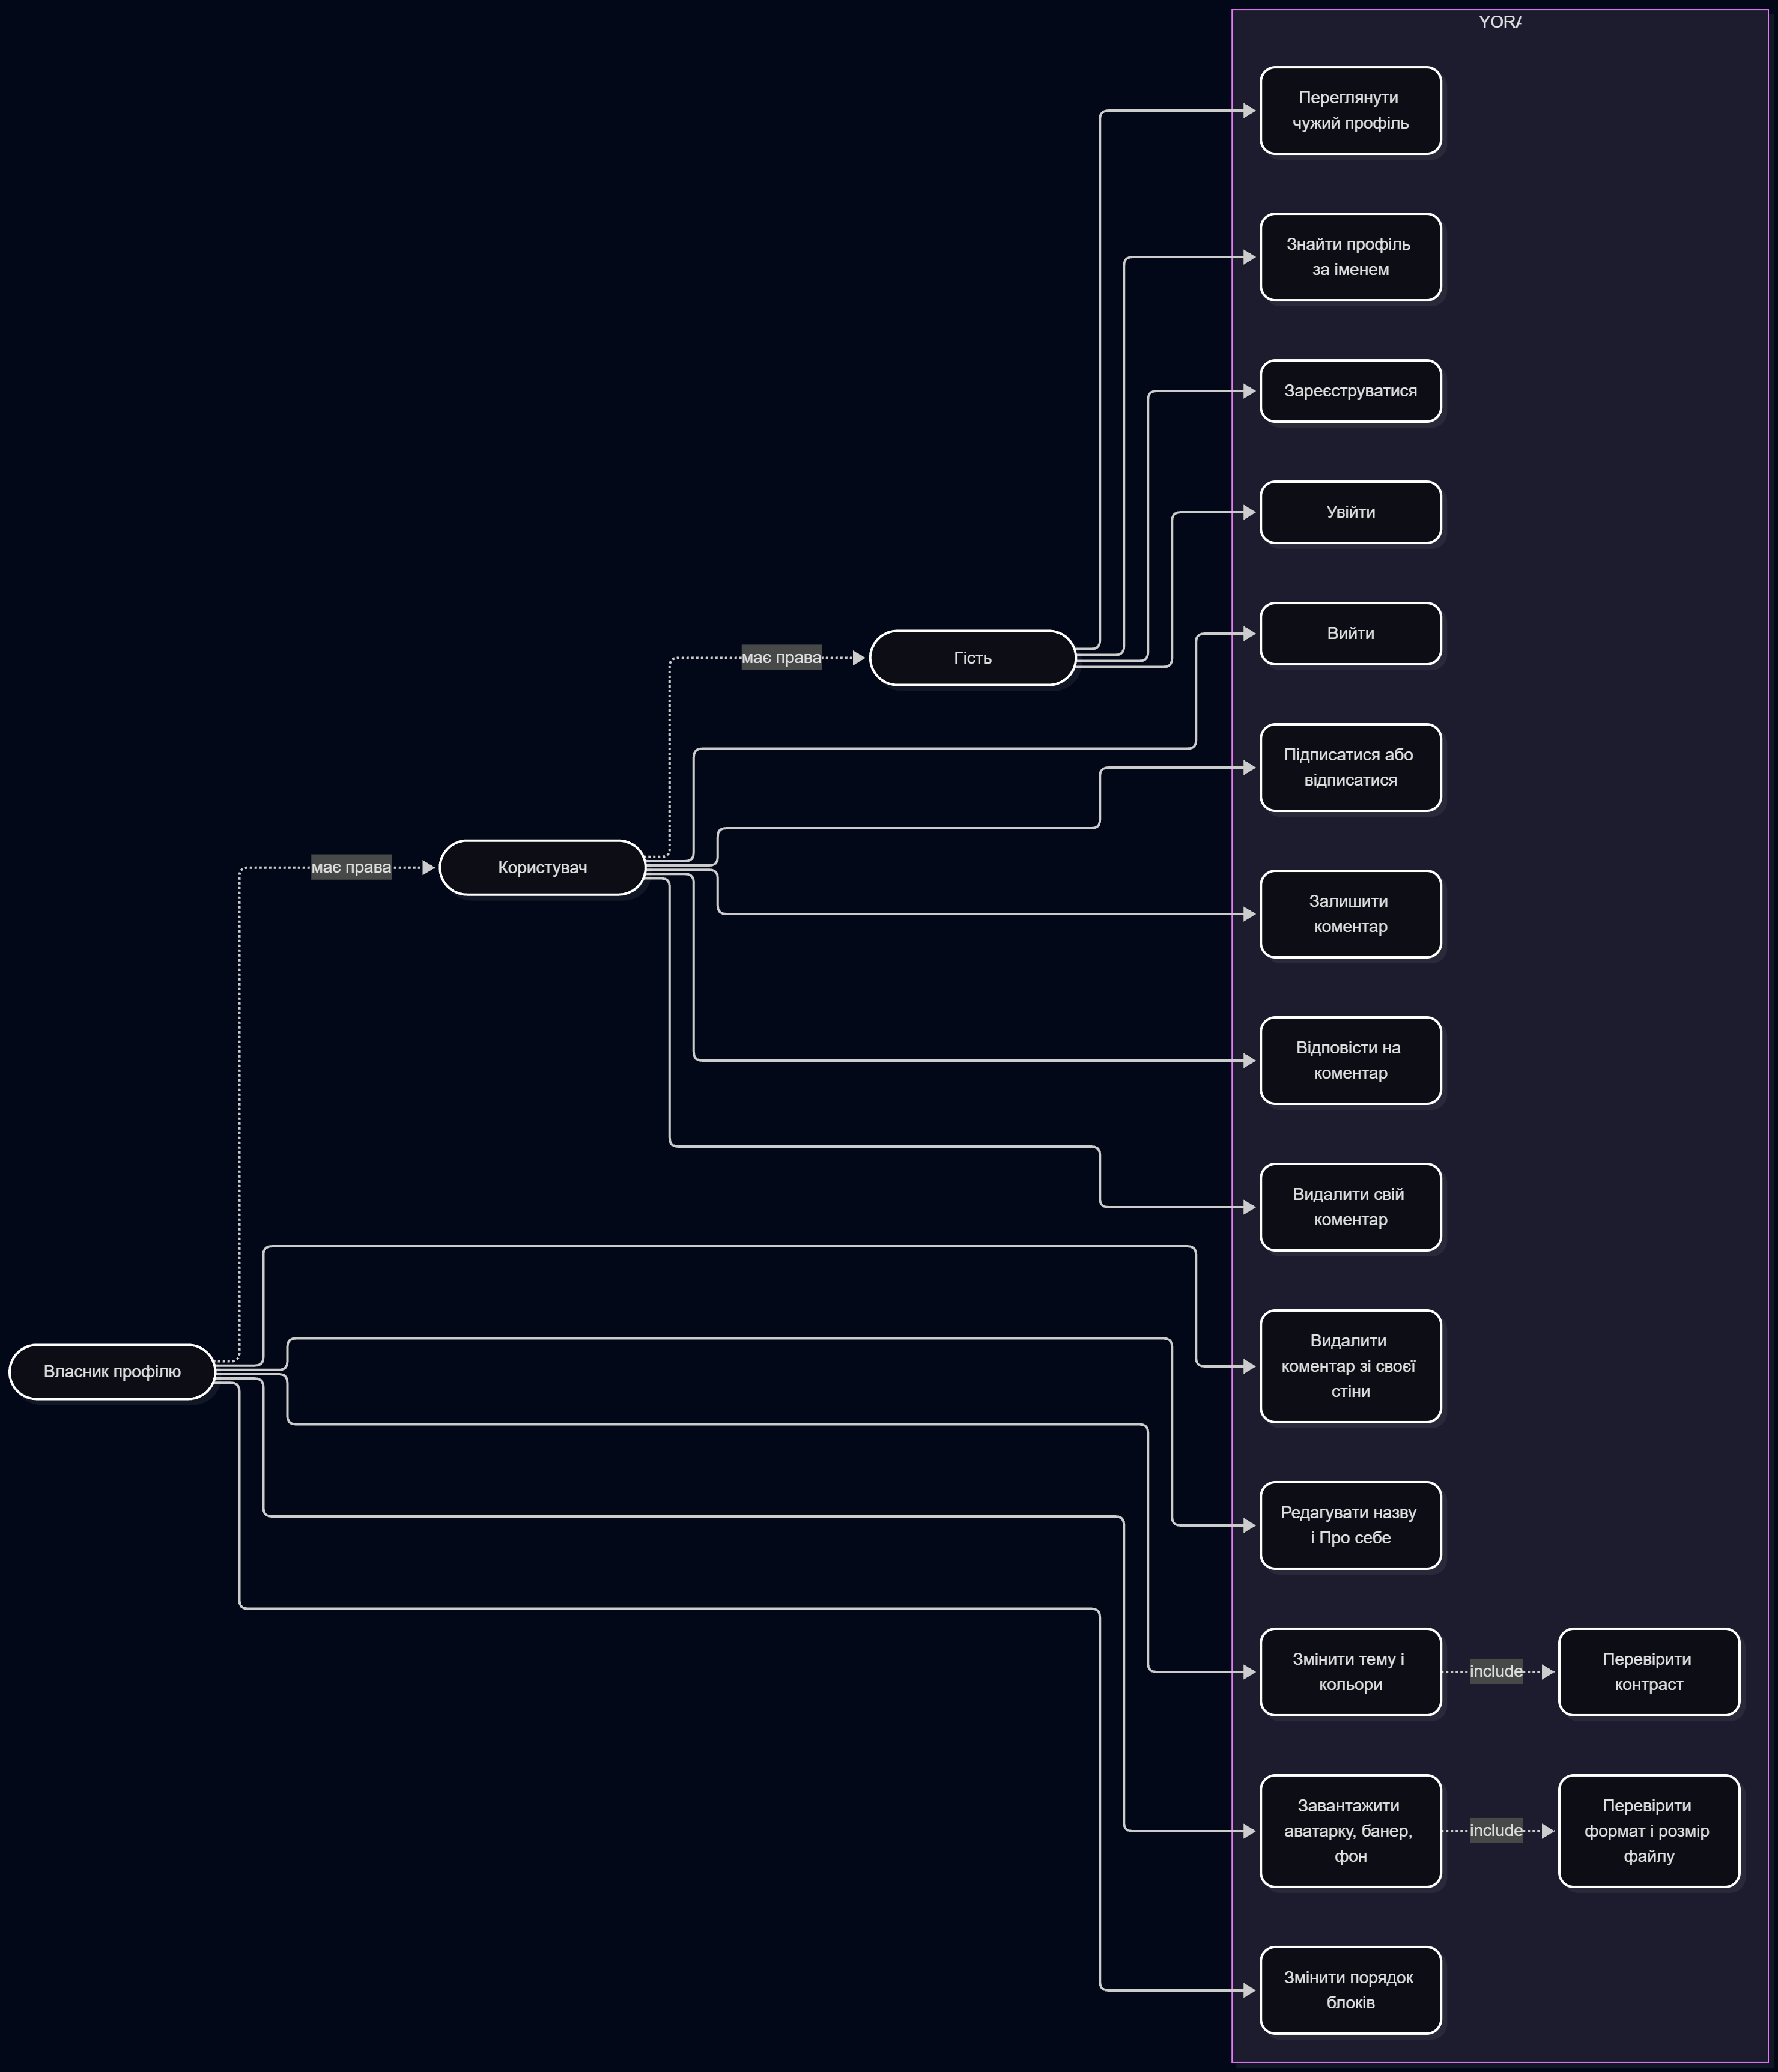 YORA
Переглянути
чужий профіль
Знайти профіль
за іменем
Зареєструватися
Увійти
Вийти
має права
Гість
Підписатися або
відписатися
має права
Користувач
Залишити
коментар
Відповісти на
коментар
Видалити свій
коментар
Власник профілю
Видалити
коментар зі своєї
стіни
Редагувати назву
і Про себе
Змінити тему і
кольори
include
Перевірити
контраст
Завантажити
аватарку, банер,
фон
include
Перевірити
формат і розмір
файлу
Змінити порядок
блоків